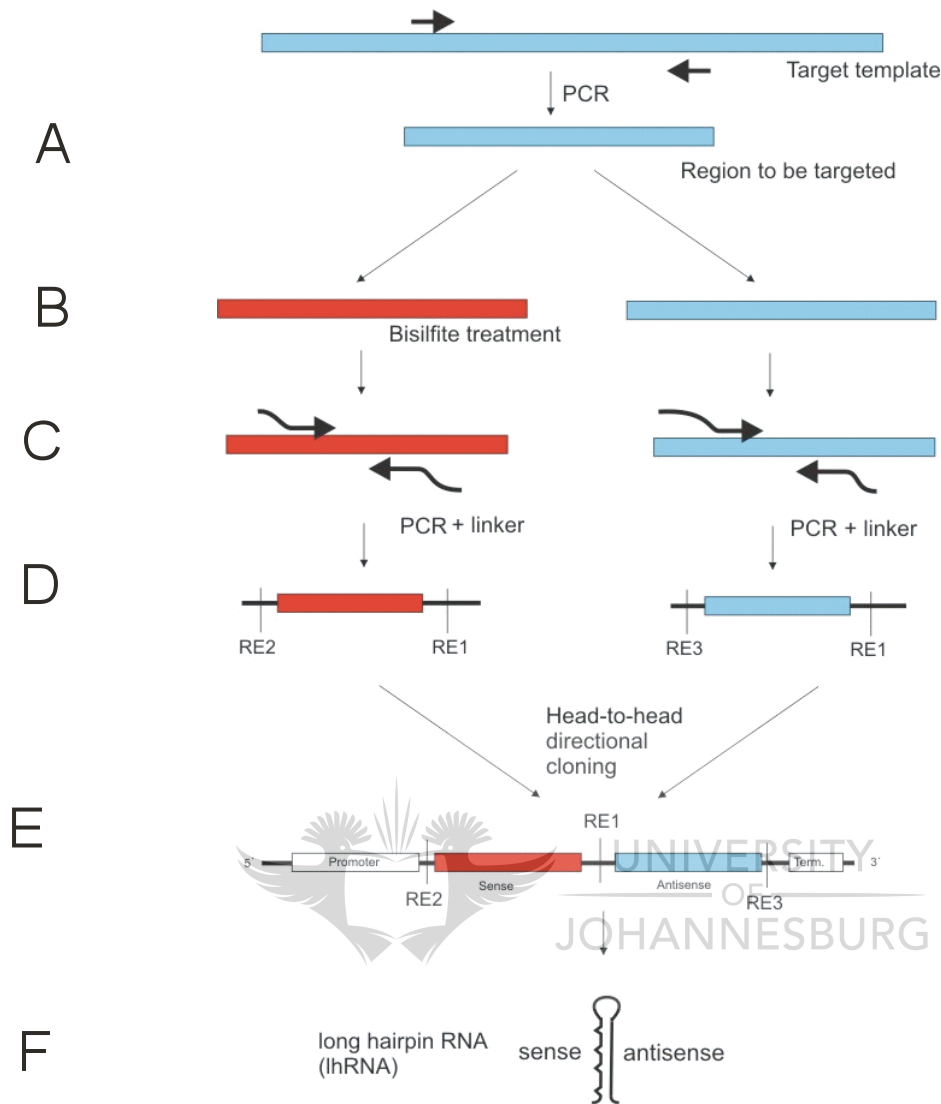 Target template
PCR
A
Region to be targeted
B
Bisilfite treatment
C
PCR + linker
PCR + linker
D
RE2
RE1
RE3
RE1
Head-to-head
directional
cloning
E
RE1
5´
Promoter
Sense
Antisense
Term.
3´
RE2
RE3
UNIVERSITY
OF
JOHANNESBURG
F
long hairpin RNA
(lhRNA)
sense
antisense